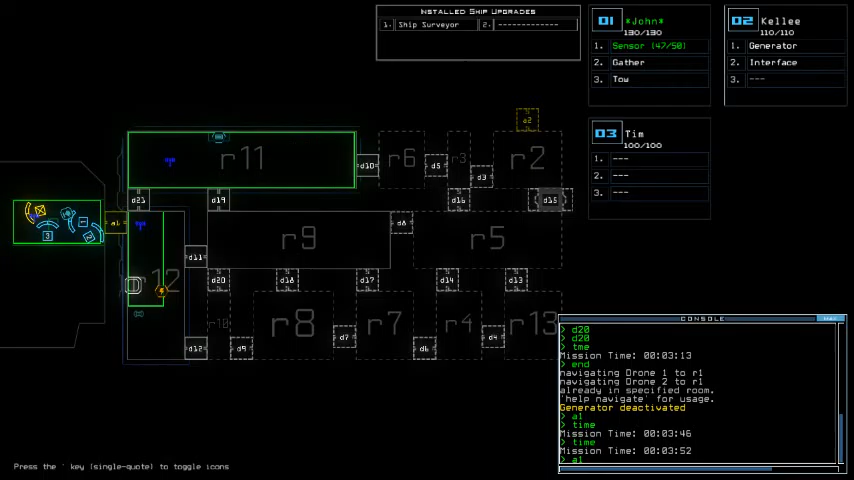 INSTALLED SHIP UPGRADES
1. Ship Surveyor 2. -------------
01 *John*
130/130
1. Sensor (47/50)
2. Gather
3. Tow
02 Kellee
110/110
1. Generator
2. Interface
3. ---
03 Tim
100/100
1. ---
2. ---
3. ---
a2
r11
d10
r6
d5
r3
d3
r2
d21
d19
d16
d15
a1
3
1
2
r9
d8
r5
d11
r12
d20
d18
d17
d14
d13
r10
r8
r7
r4
r13
d12
d9
d7
d6
d4
CONSOLE
> d20
> d20
> tme
Mission Time: 00:03:13
> end
navigating Drone 1 to r1
navigating Drone 2 to r1
already in specified room.
'help navigate' for usage.
Generator deactivated
> a1
> time
Mission Time: 00:03:46
> time
Mission Time: 00:03:52
> a1
Press the ' key (single-quote) to toggle icons